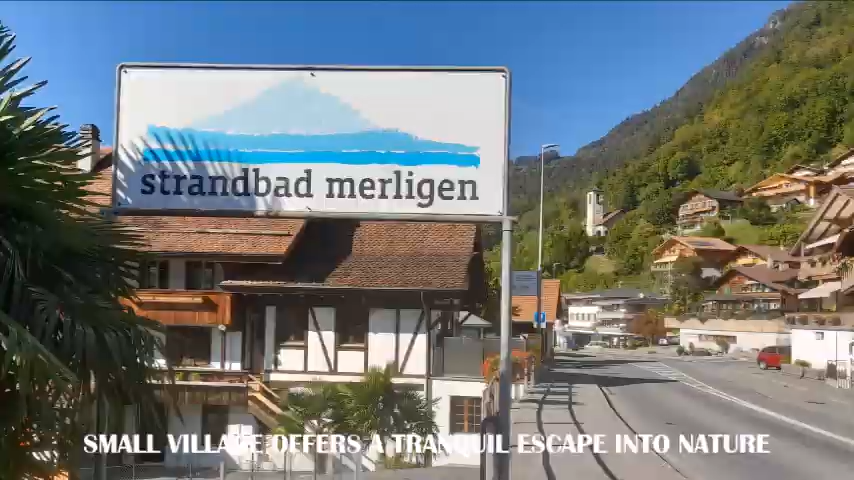 strandbad merligen
SMALL VILLAGE OFFERS A TRANQUIL ESCAPE INTO NATURE